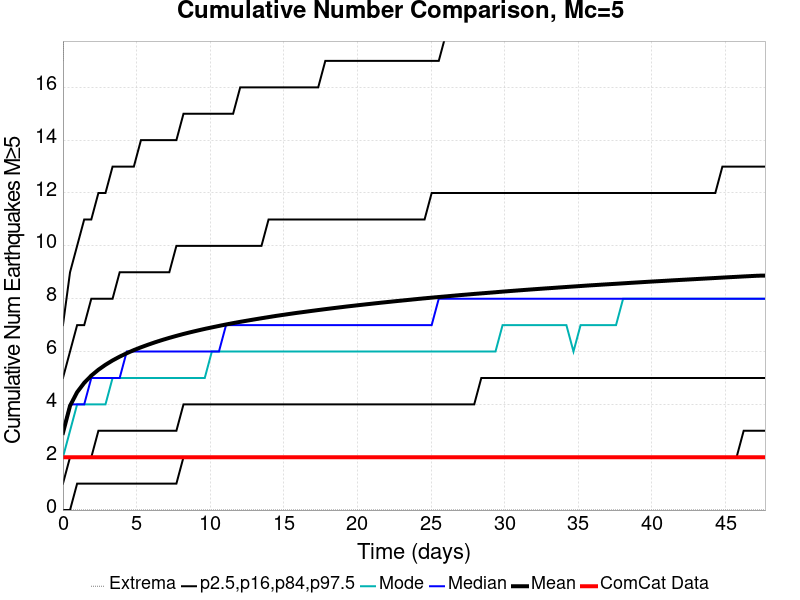 Cumulative Number Comparison, Mc=5
Cumulative Num Earthquakes M≥5
16
14
12
10
8
6
4
2
0
0 5 10 15 20 25 30 35 40 45
Time (days)
Extrema p2.5,p16,p84,p97.5 Mode Median Mean ComCat Data